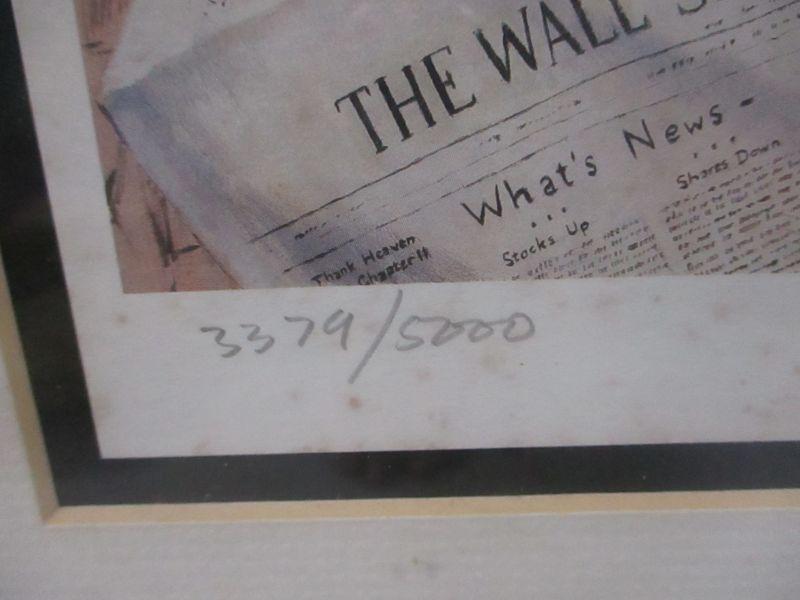 THE WALL S
What's News -
Stocks Up
Shares Down
Thank Heaven
Chapter 11
3379/5000